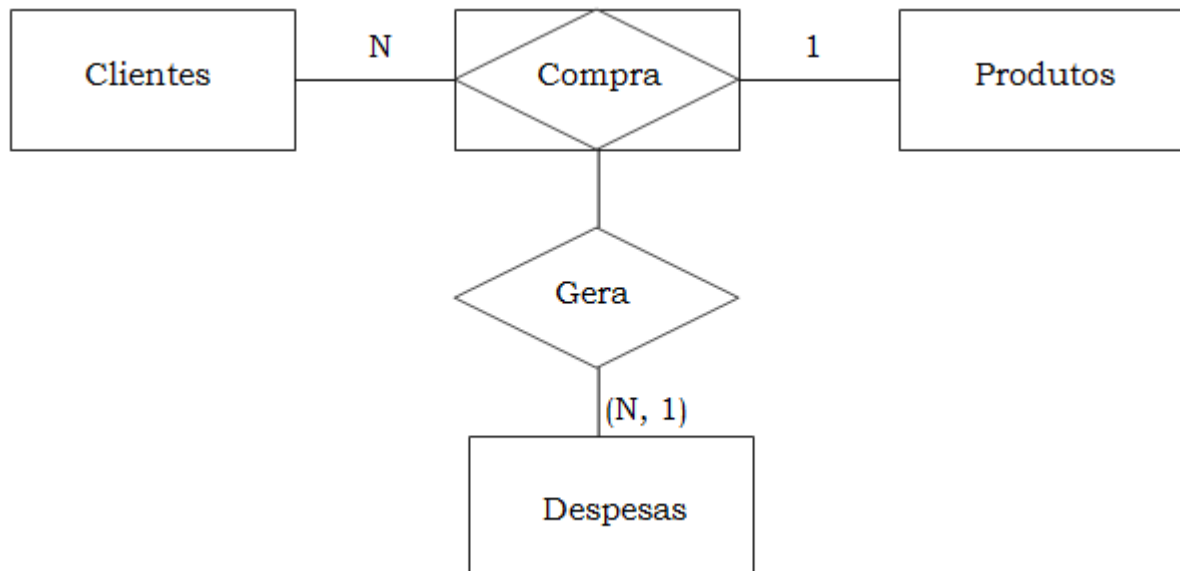 Clientes
N
Compra
1
Produtos
Gera
(N, 1)
Despesas